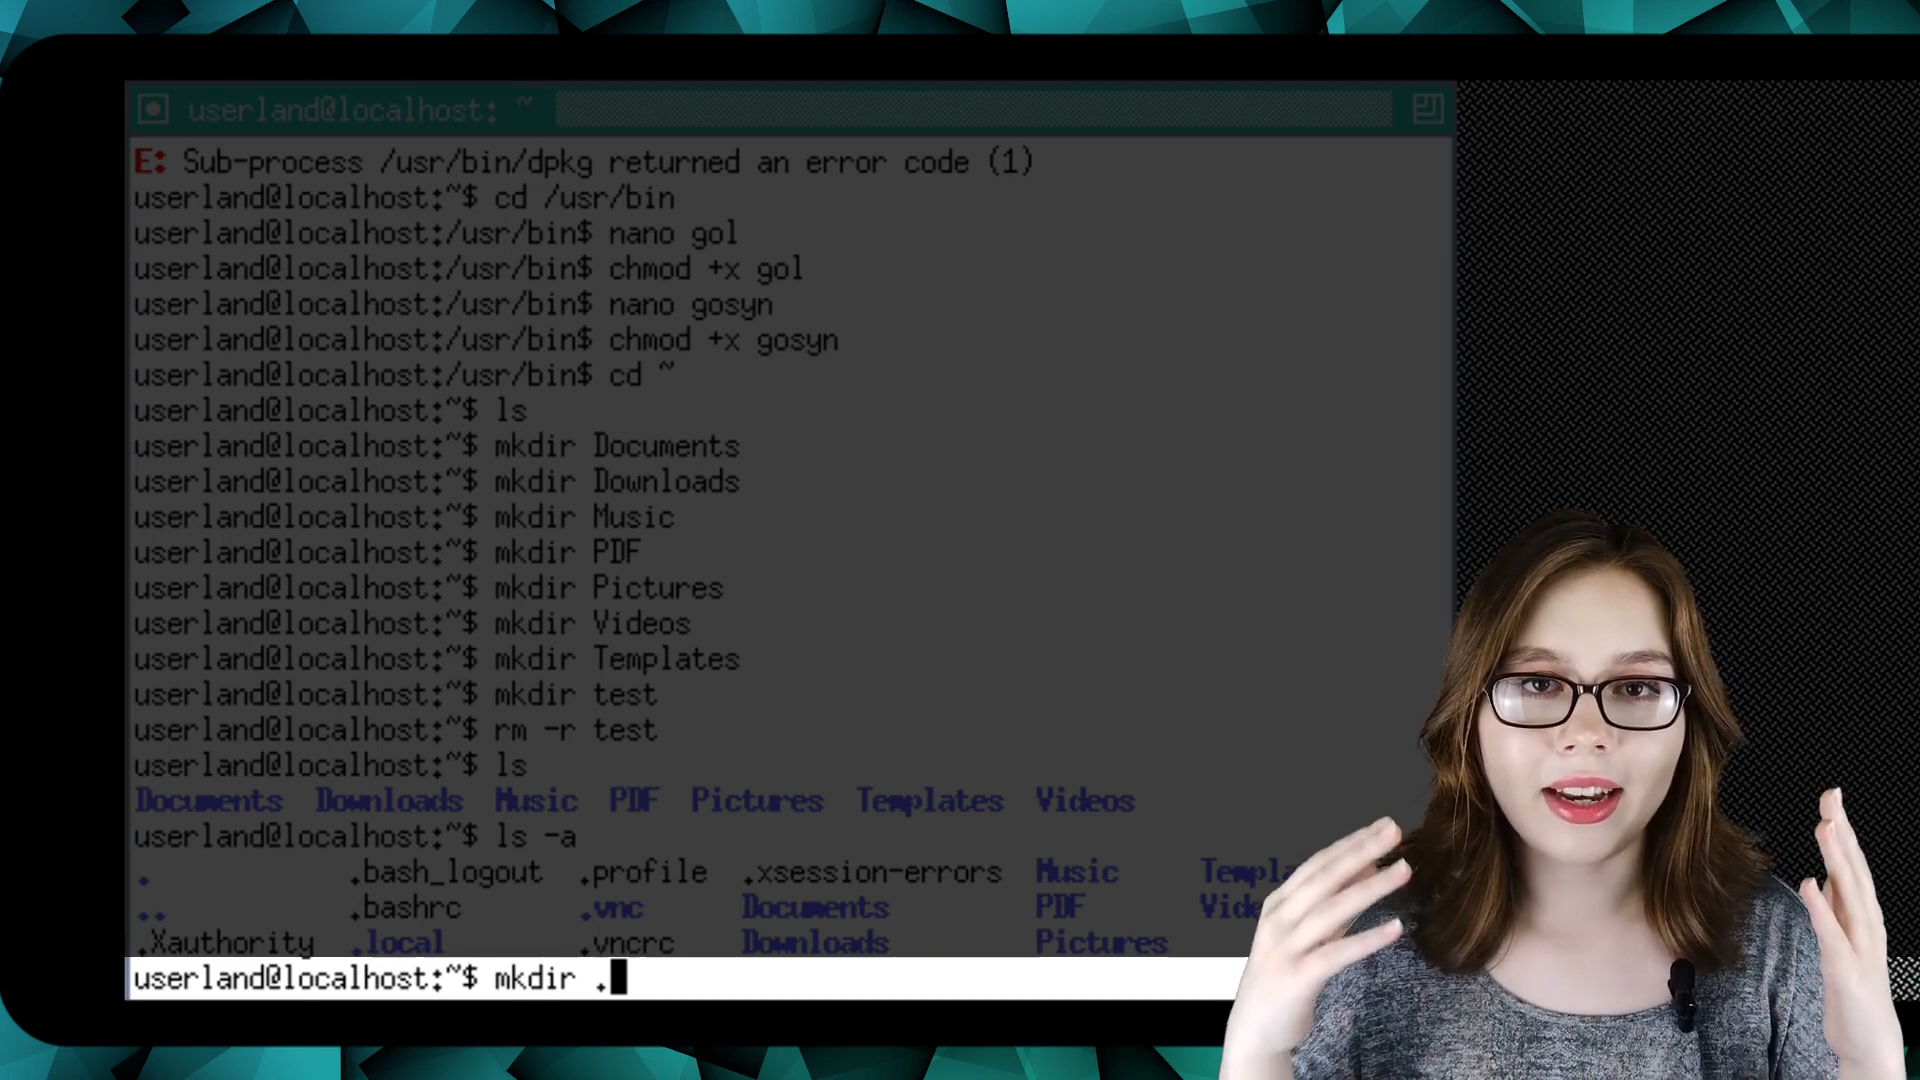 userland@localhost: ~
E: Sub-process /usr/bin/dpkg returned an error code (1)
userland@localhost:~$ cd /usr/bin
userland@localhost:/usr/bin$ nano gol
userland@localhost:/usr/bin$ chmod +x gol
userland@localhost:/usr/bin$ nano gosyn
userland@localhost:/usr/bin$ chmod +x gosyn
userland@localhost:/usr/bin$ cd ~
userland@localhost:~$ ls
userland@localhost:~$ mkdir Documents
userland@localhost:~$ mkdir Downloads
userland@localhost:~$ mkdir Music
userland@localhost:~$ mkdir PDF
userland@localhost:~$ mkdir Pictures
userland@localhost:~$ mkdir Videos
userland@localhost:~$ mkdir Templates
userland@localhost:~$ mkdir test
userland@localhost:~$ rm -r test
userland@localhost:~$ ls
Documents Downloads Music PDF Pictures Templates Videos
userland@localhost:~$ ls -a
. .bash_logout .profile .xsession-errors Music
.. .bashrc .vnc Documents PDF
.Xauthority .local .vncrc Downloads Pictures
userland@localhost:~$ mkdir .